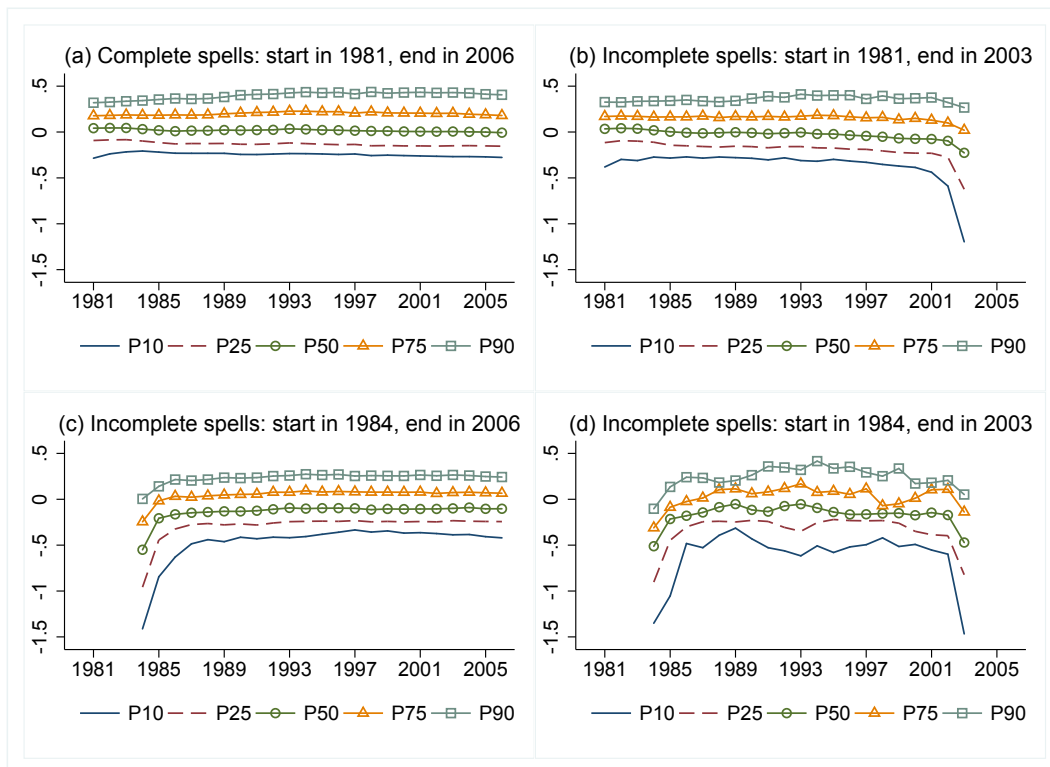 (a) Complete spells: start in 1981, end in 2006
.5
0
-.5
-1
-1.5
1981 1985 1989 1993 1997 2001 2005
P10 P25 P50 P75 P90
(b) Incomplete spells: start in 1981, end in 2003
.5
0
-.5
-1
-1.5
1981 1985 1989 1993 1997 2001 2005
P10 P25 P50 P75 P90
(c) Incomplete spells: start in 1984, end in 2006
.5
0
-.5
-1
-1.5
1981 1985 1989 1993 1997 2001 2005
P10 P25 P50 P75 P90
(d) Incomplete spells: start in 1984, end in 2003
.5
0
-.5
-1
-1.5
1981 1985 1989 1993 1997 2001 2005
P10 P25 P50 P75 P90